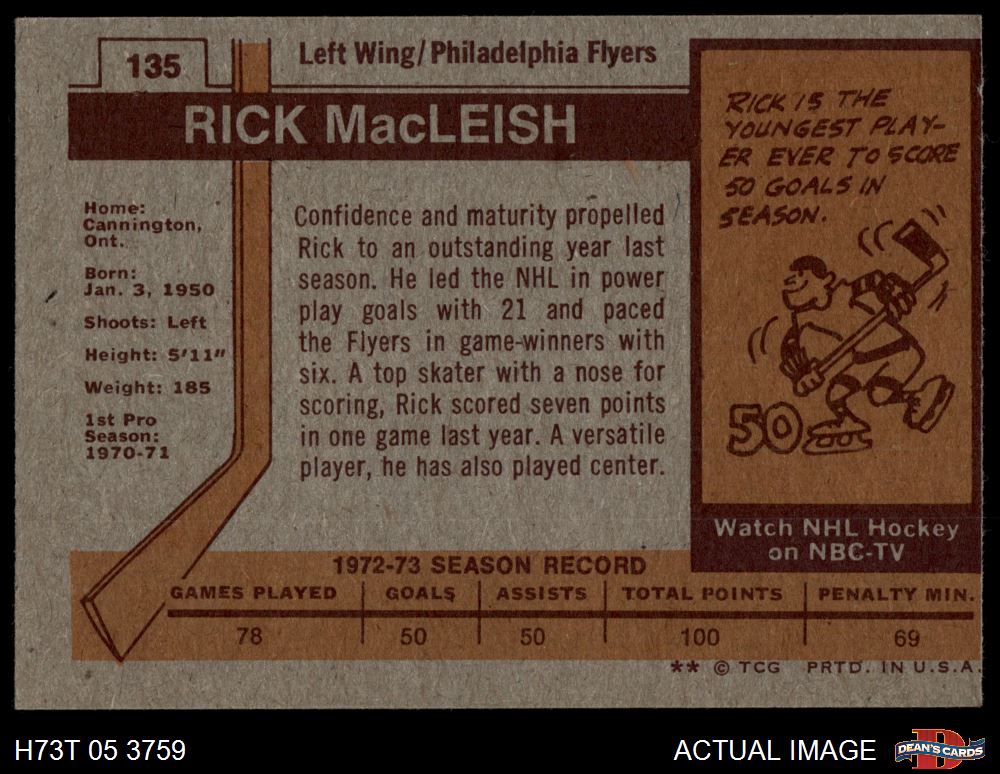 135
Left Wing/Philadelphia Flyers
RICK MacLEISH
Home:
Cannington,
Ont.
Born:
Jan. 3, 1950
Shoots: Left
Height: 5'11"
Weight: 185
1st Pro
Season:
1970-71
Confidence and maturity propelled
Rick to an outstanding year last
season. He led the NHL in power
play goals with 21 and paced
the Flyers in game-winners with
six. A top skater with a nose for
scoring, Rick scored seven points
in one game last year. A versatile
player, he has also played center.
RICK IS THE
YOUNGEST PLAY-
ER EVER TO SCORE
50 GOALS IN
SEASON.
50
Watch NHL Hockey
on NBC-TV
1972-73 SEASON RECORD
GAMES PLAYED GOALS ASSISTS TOTAL POINTS PENALTY MIN.
78 50 50 100 69
** © TCG PRTD. IN U.S.A.
H73T 05 3759
ACTUAL IMAGE
D
DEAN'S CARDS